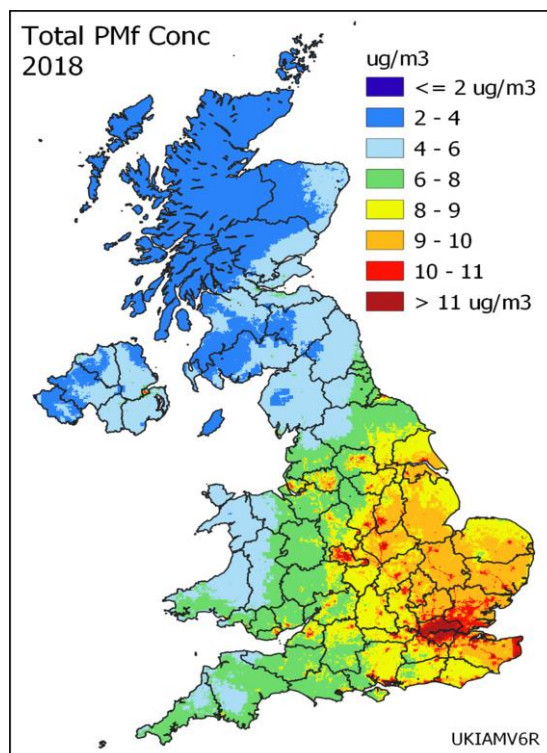 Total PMf Conc
2018
ug/m3
<= 2 ug/m3
2 - 4
4 - 6
6 - 8
8 - 9
9 - 10
10 - 11
> 11 ug/m3
UKIAMV6R